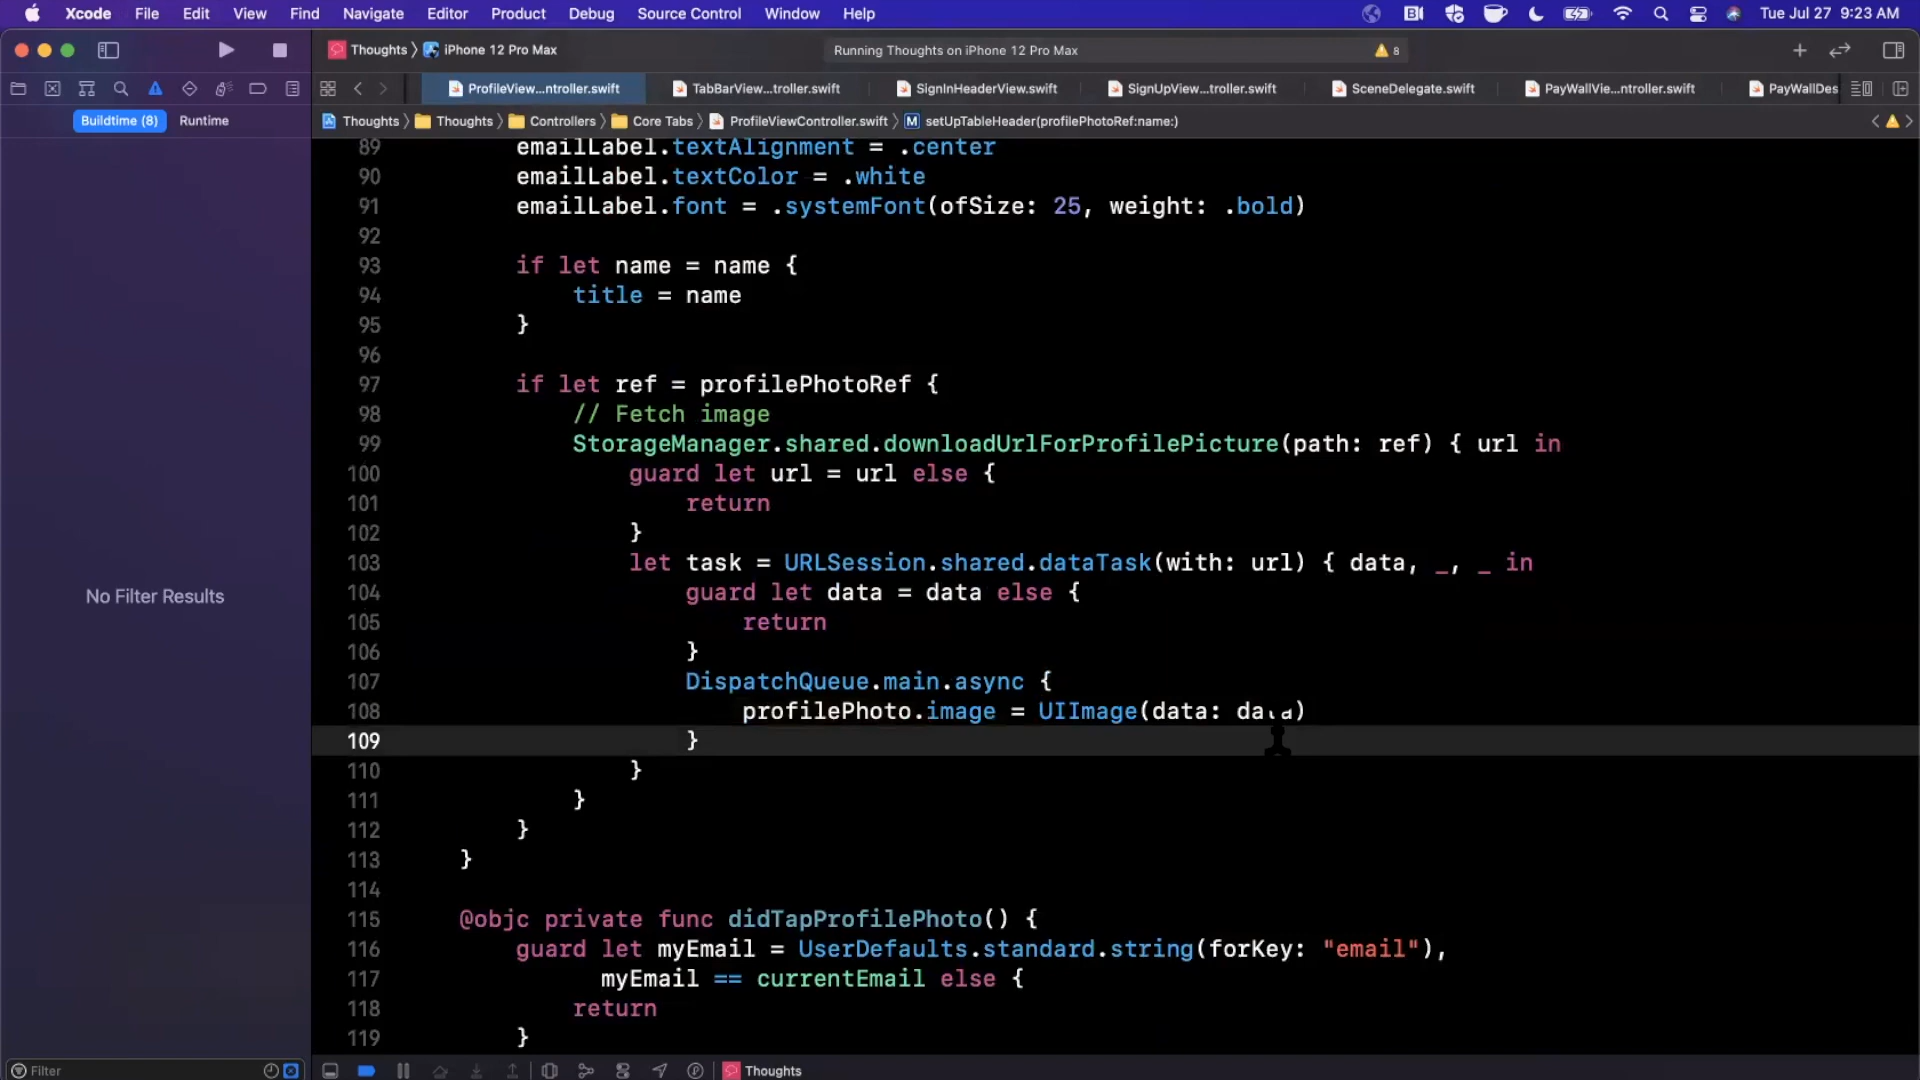 Xcode File Edit View Find Navigate Editor Product Debug Source Control Window Help Tue Jul 27 9:23 AM
Thoughts iPhone 12 Pro Max Running Thoughts on iPhone 12 Pro Max 8
ProfileView...ntroller.swift TabBarView...troller.swift SignInHeaderView.swift SignUpView...troller.swift SceneDelegate.swift PayWallVie...ntroller.swift PayWallDes
Buildtime (8) Runtime
Thoughts Thoughts Controllers Core Tabs ProfileViewController.swift M setUpTableHeader(profilePhotoRef:name:)
89 emailLabel.textAlignment = .center
90 emailLabel.textColor = .white
91 emailLabel.font = .systemFont(ofSize: 25, weight: .bold)
92
93 if let name = name {
94 title = name
95 }
96
97 if let ref = profilePhotoRef {
98 // Fetch image
99 StorageManager.shared.downloadUrlForProfilePicture(path: ref) { url in
100 guard let url = url else {
101 return
102 }
103 let task = URLSession.shared.dataTask(with: url) { data, _, _ in
104 guard let data = data else {
105 return
106 }
107 DispatchQueue.main.async {
108 profilePhoto.image = UIImage(data: data)
109 }
110 }
111 }
112 }
113 }
114
115 @objc private func didTapProfilePhoto() {
116 guard let myEmail = UserDefaults.standard.string(forKey: "email"),
117 myEmail == currentEmail else {
118 return
119 }
No Filter Results
Filter
Thoughts